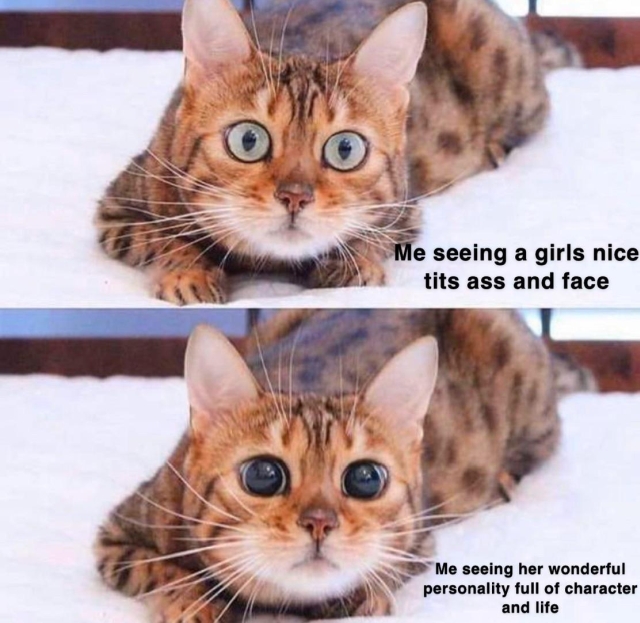 Me seeing a girls nice
tits ass and face
Me seeing her wonderful
personality full of character
and life